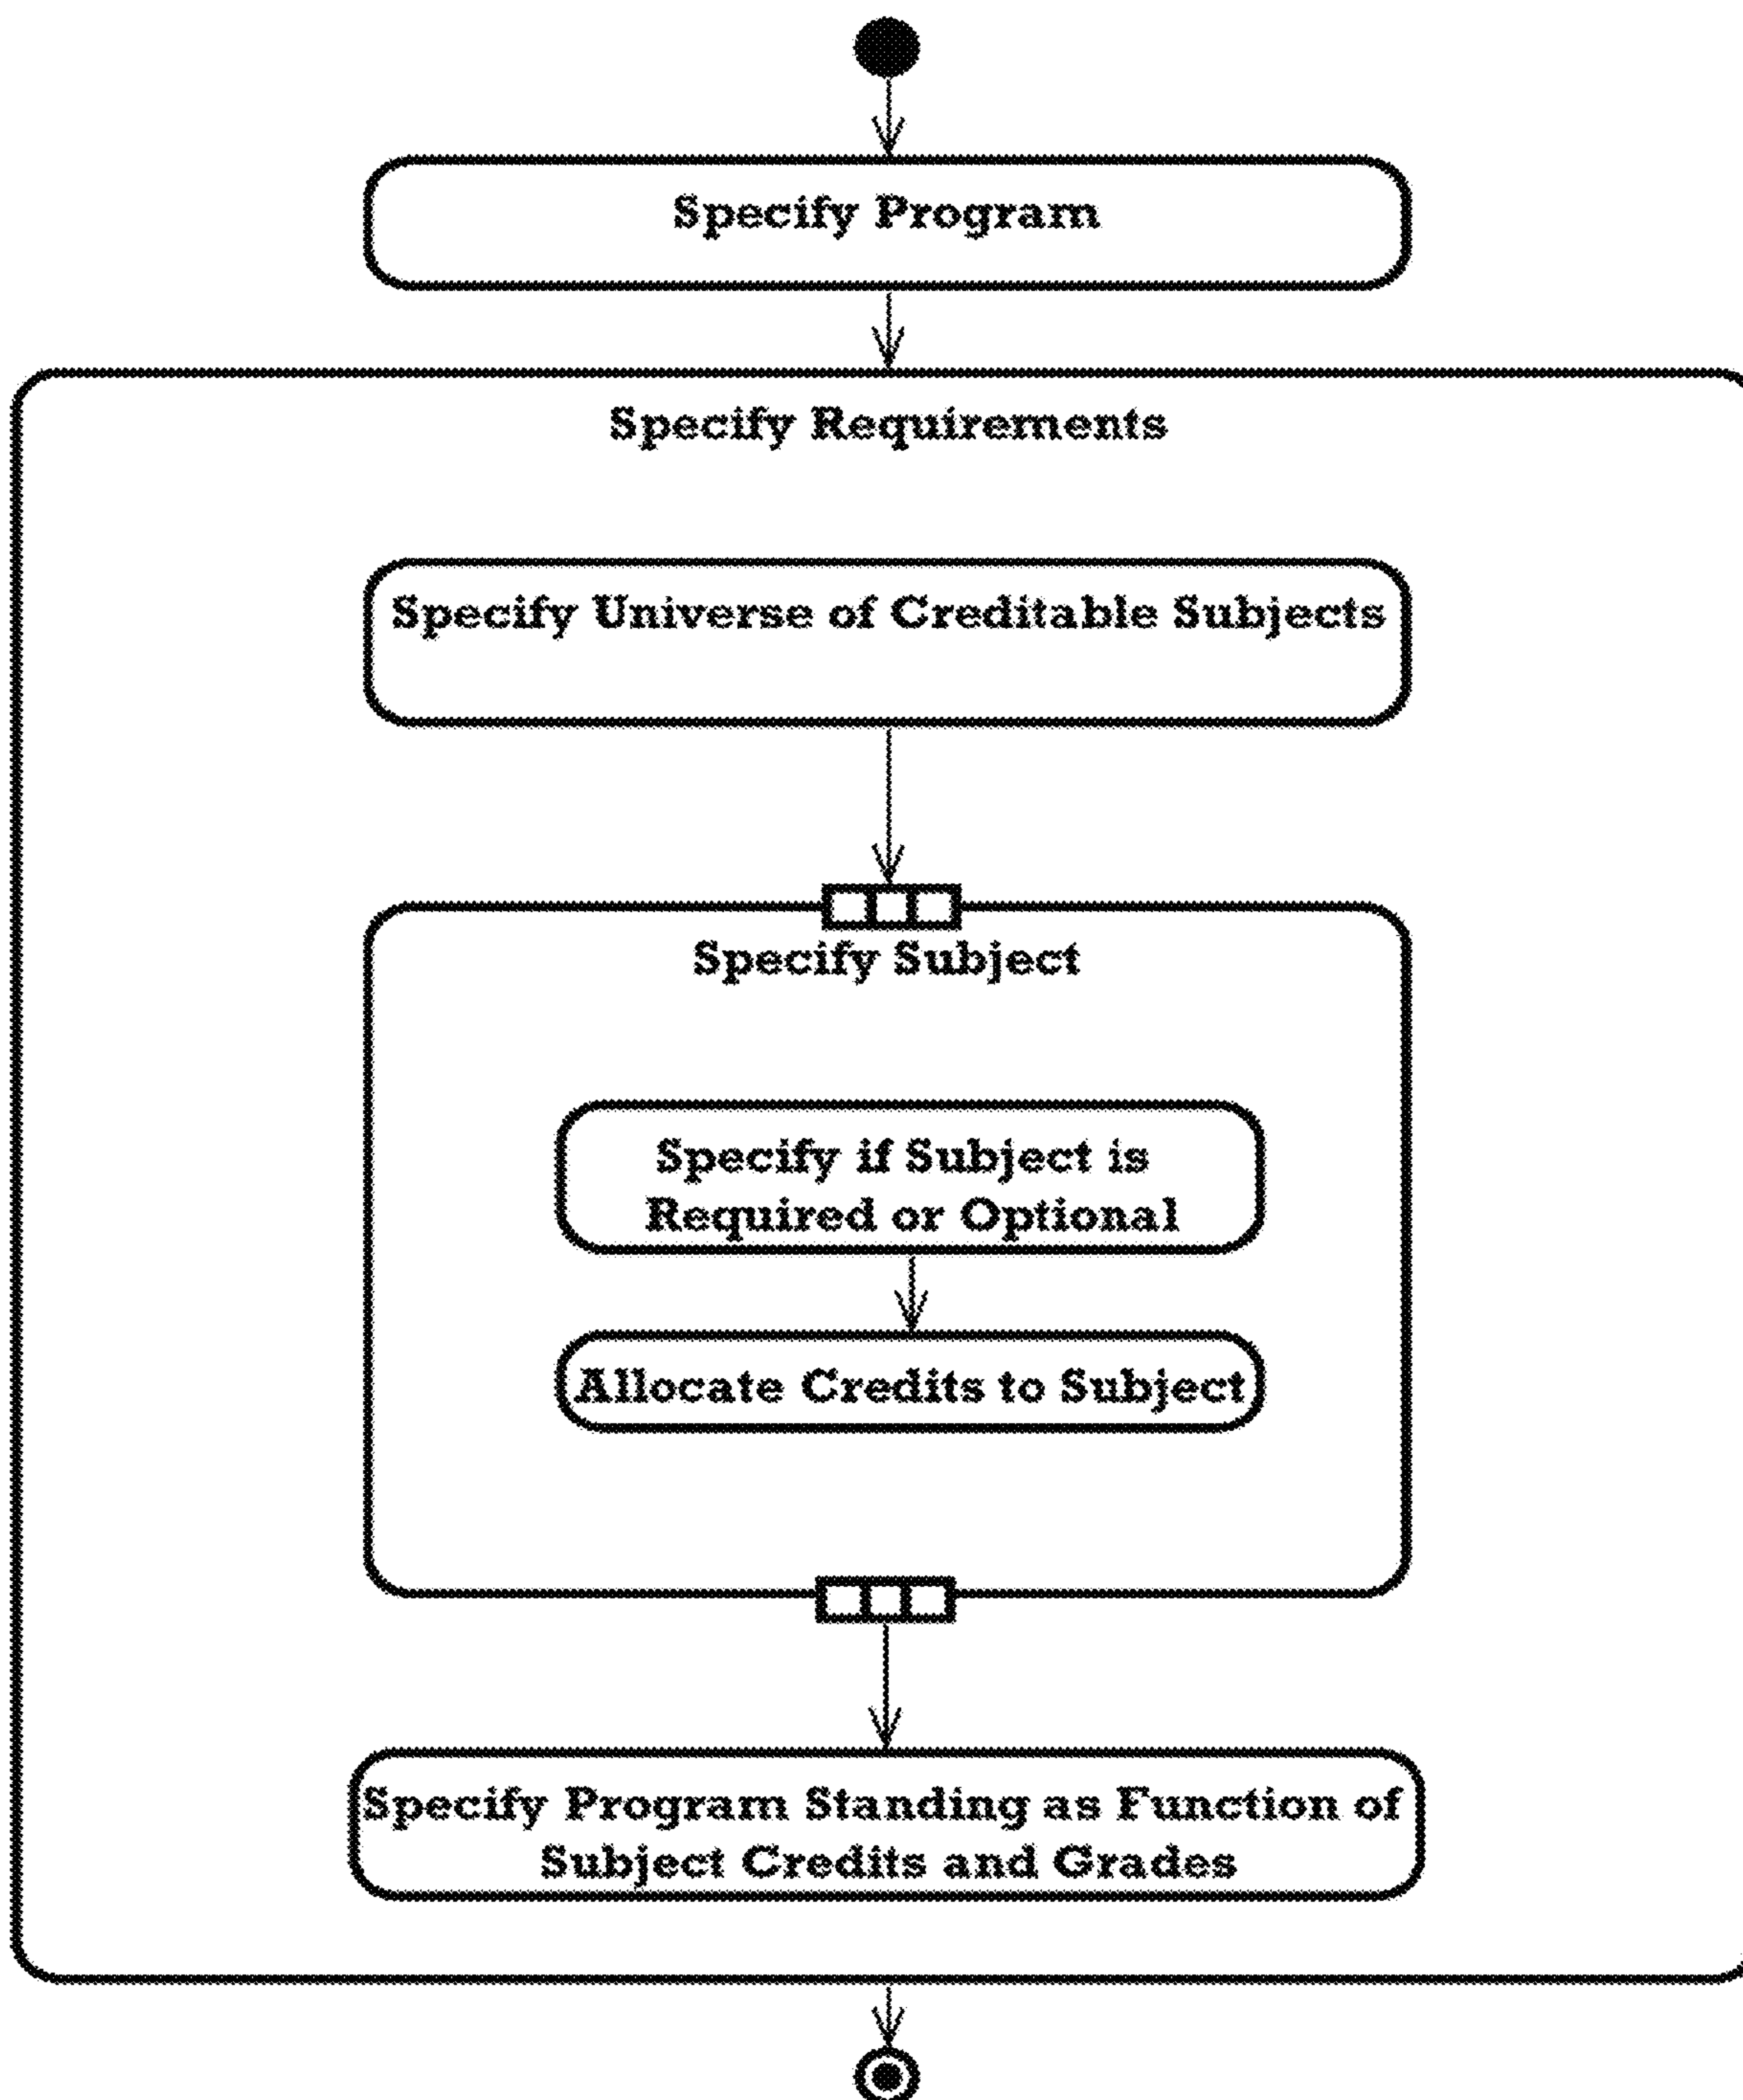 Specify Program
Specify Requirements
Specify Universe of Creditable Subjects
Specify Subject
Specify if Subject is
Required or Optional
Allocate Credits to Subject
Specify Program Standing as Function of
Subject Credits and Grades